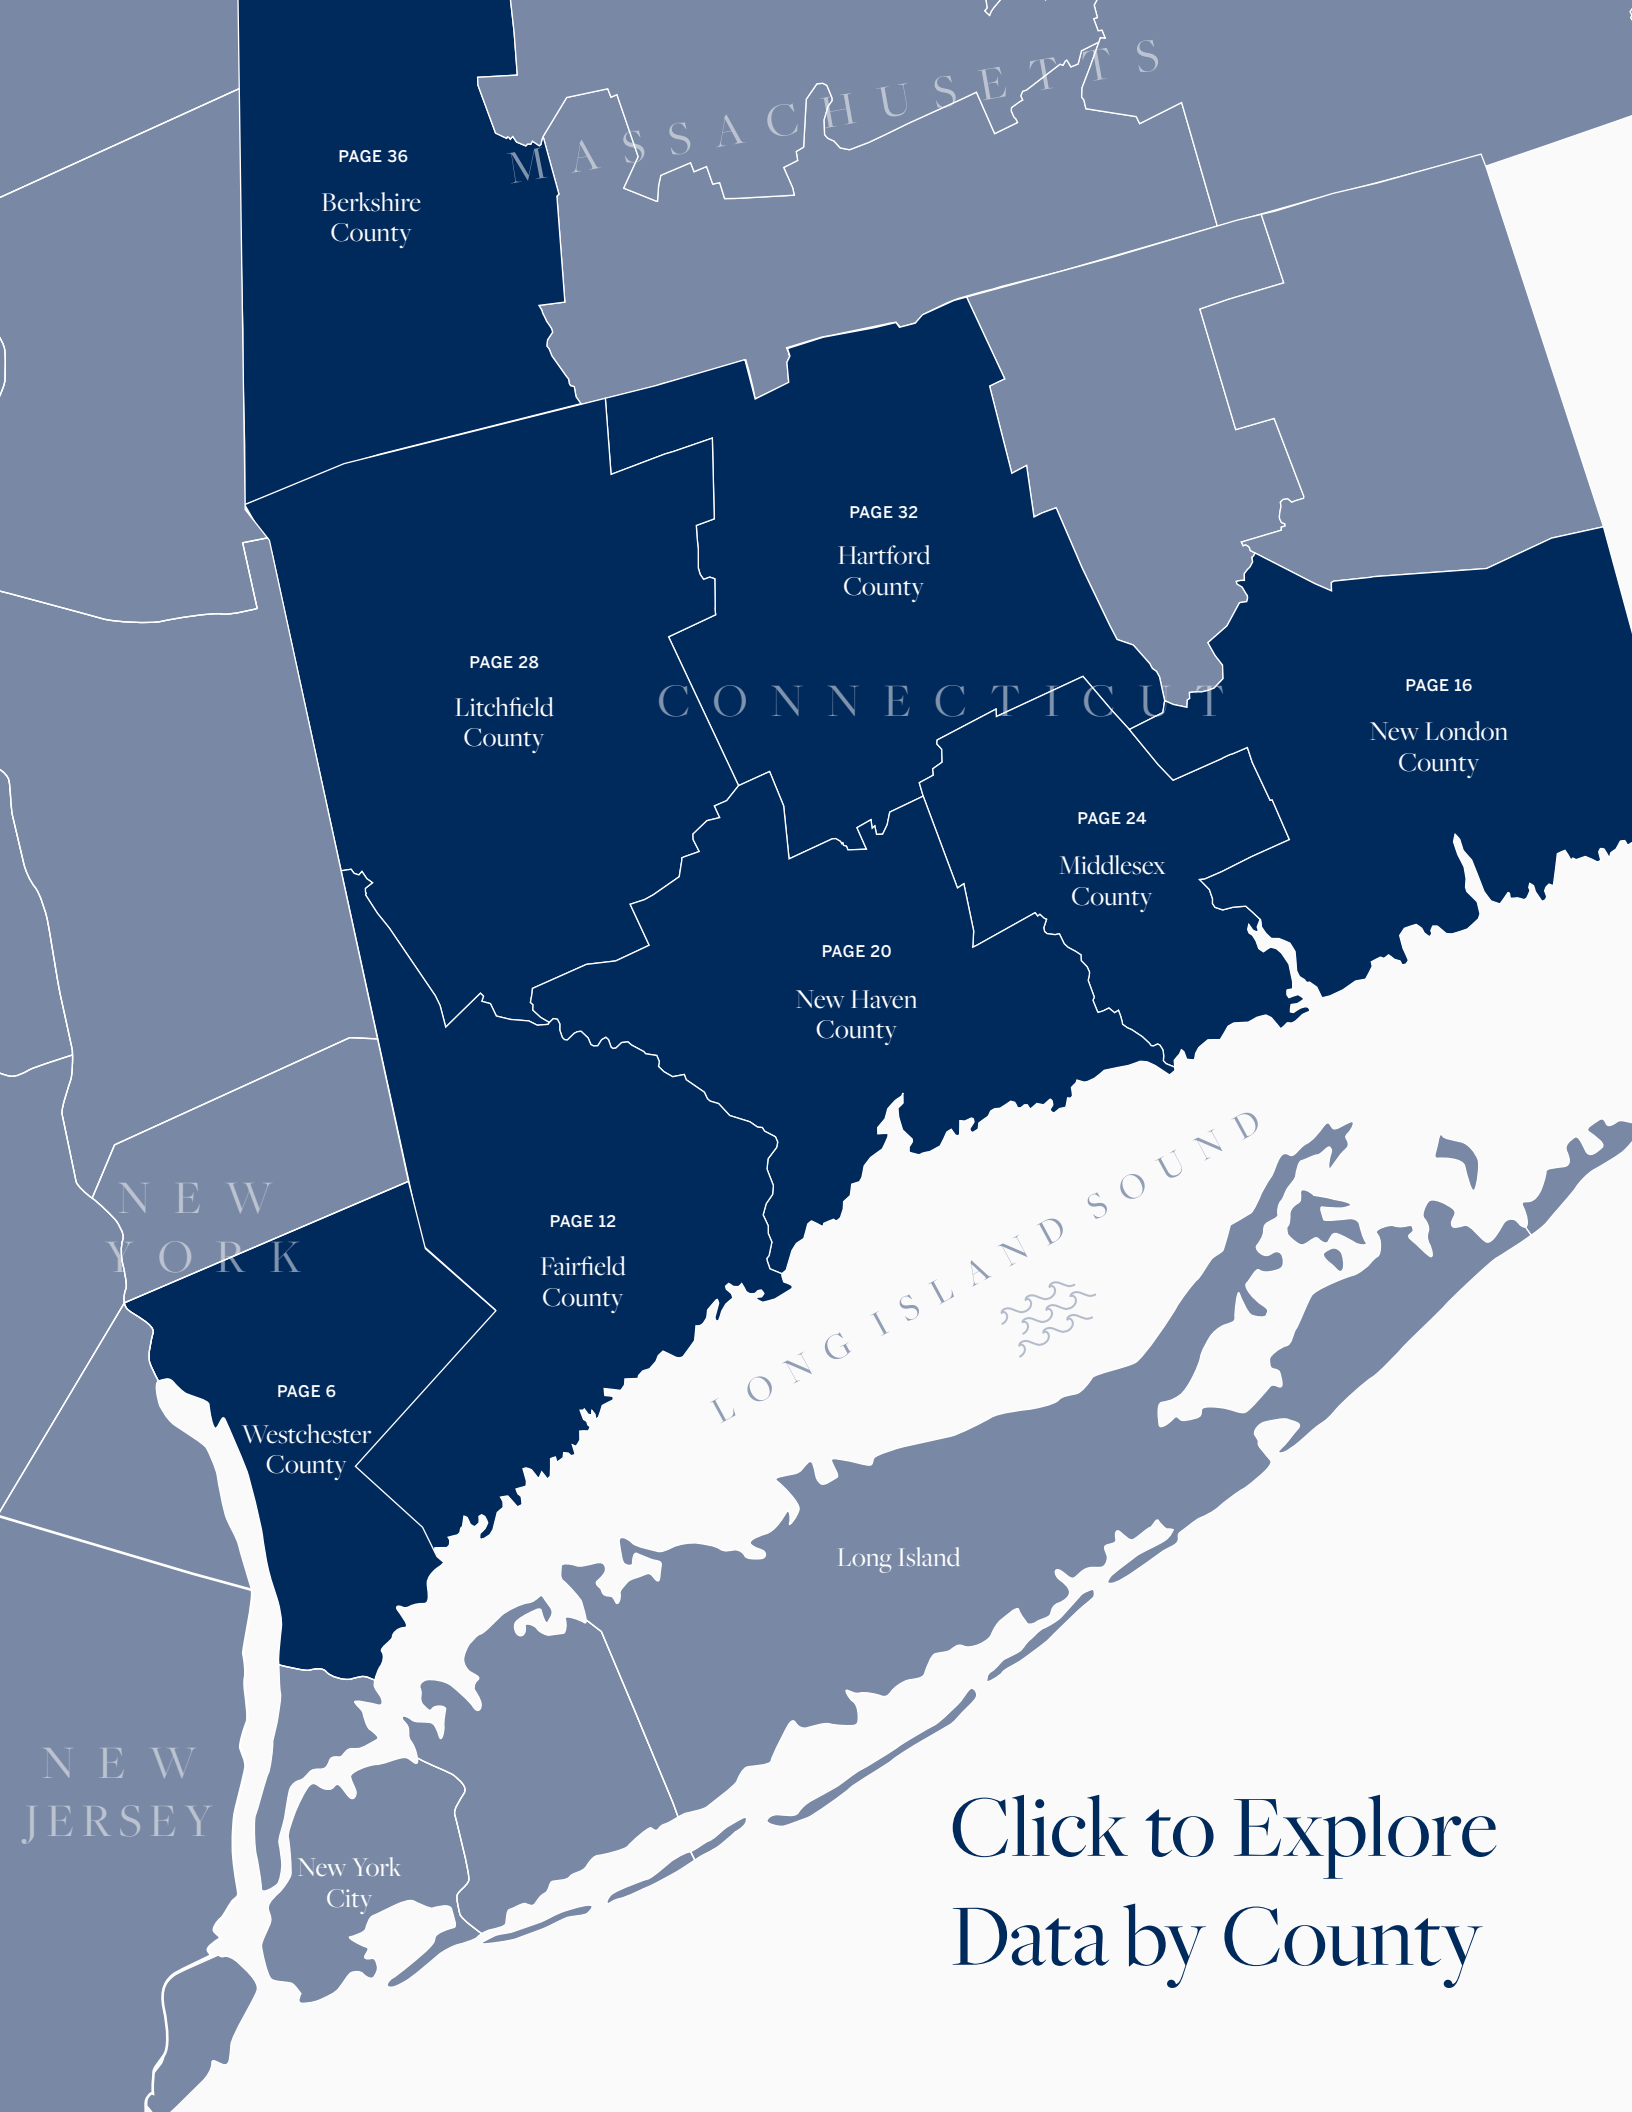 MASSACHUSETTS
PAGE 36
Berkshire
County
PAGE 32
Hartford
County
PAGE 28
Litchfield
County
CONNECTICUT
PAGE 16
New London
County
PAGE 24
Middlesex
County
PAGE 20
New Haven
County
NEW
YORK
PAGE 12
Fairfield
County
LONG ISLAND SOUND
PAGE 6
Westchester
County
Long Island
NEW
JERSEY
New York
City
Click to Explore
Data by County